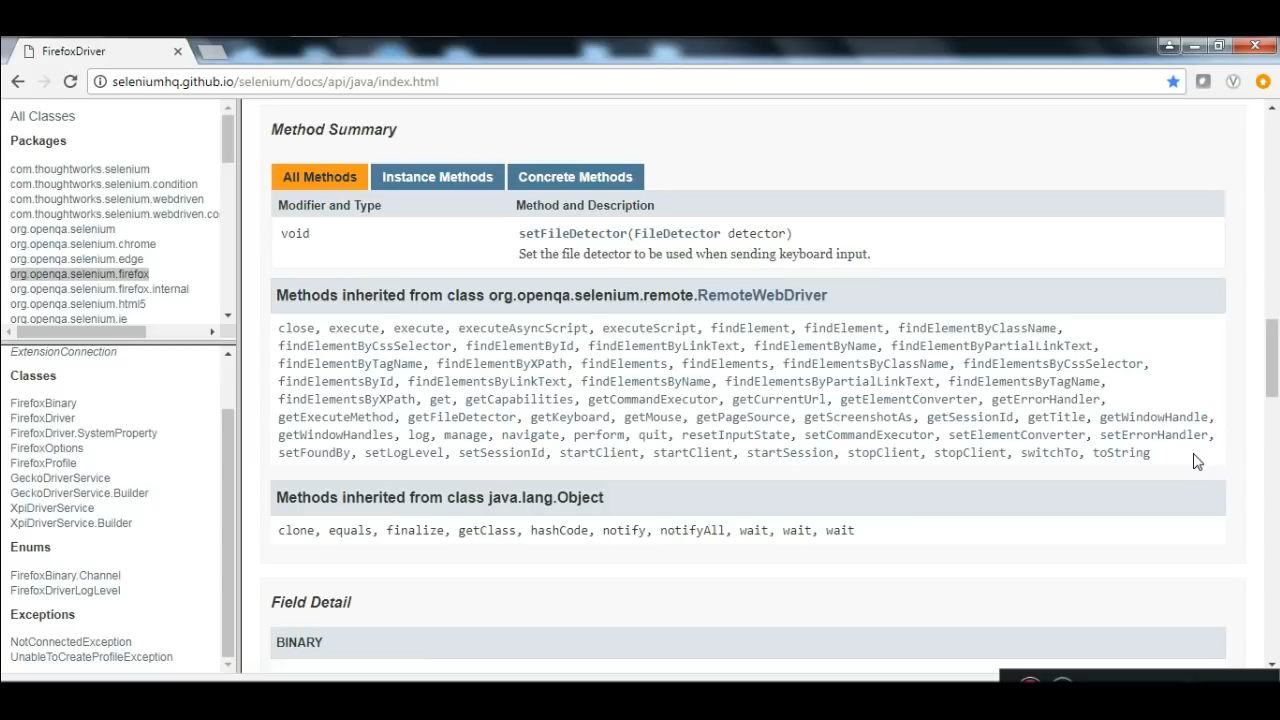 FirefoxDriver
seleniumhq.github.io/selenium/docs/api/java/index.html
All Classes
Packages
com.thoughtworks.selenium
com.thoughtworks.selenium.condition
com.thoughtworks.selenium.webdriven
com.thoughtworks.selenium.webdriven.co
org.openqa.selenium
org.openqa.selenium.chrome
org.openqa.selenium.edge
org.openqa.selenium.firefox
org.openqa.selenium.firefox.internal
org.openqa.selenium.html5
org.openqa.selenium.ie
ExtensionConnection
Classes
FirefoxBinary
FirefoxDriver
FirefoxDriver.SystemProperty
FirefoxOptions
FirefoxProfile
GeckoDriverService
GeckoDriverService.Builder
XpiDriverService
XpiDriverService.Builder
Enums
FirefoxBinary.Channel
FirefoxDriverLogLevel
Exceptions
NotConnectedException
UnableToCreateProfileException
Method Summary
All Methods Instance Methods Concrete Methods
Modifier and Type Method and Description
void setFileDetector(FileDetector detector)
Set the file detector to be used when sending keyboard input.
Methods inherited from class org.openqa.selenium.remote.RemoteWebDriver
close, execute, execute, executeAsyncScript, executeScript, findElement, findElement, findElementByClassName,
findElementByCssSelector, findElementById, findElementByLinkText, findElementByName, findElementByPartialLinkText,
findElementByTagName, findElementByXPath, findElements, findElements, findElementsByClassName, findElementsByCssSelector,
findElementsById, findElementsByLinkText, findElementsByName, findElementsByPartialLinkText, findElementsByTagName,
findElementsByXPath, get, getCapabilities, getCommandExecutor, getCurrentUrl, getElementConverter, getErrorHandler,
getExecuteMethod, getFileDetector, getKeyboard, getMouse, getPageSource, getScreenshotAs, getSessionId, getTitle, getWindowHandle,
getWindowHandles, log, manage, navigate, perform, quit, resetInputState, setCommandExecutor, setElementConverter, setErrorHandler,
setFoundBy, setLogLevel, setSessionId, startClient, startClient, startSession, stopClient, stopClient, switchTo, toString
Methods inherited from class java.lang.Object
clone, equals, finalize, getClass, hashCode, notify, notifyAll, wait, wait, wait
Field Detail
BINARY